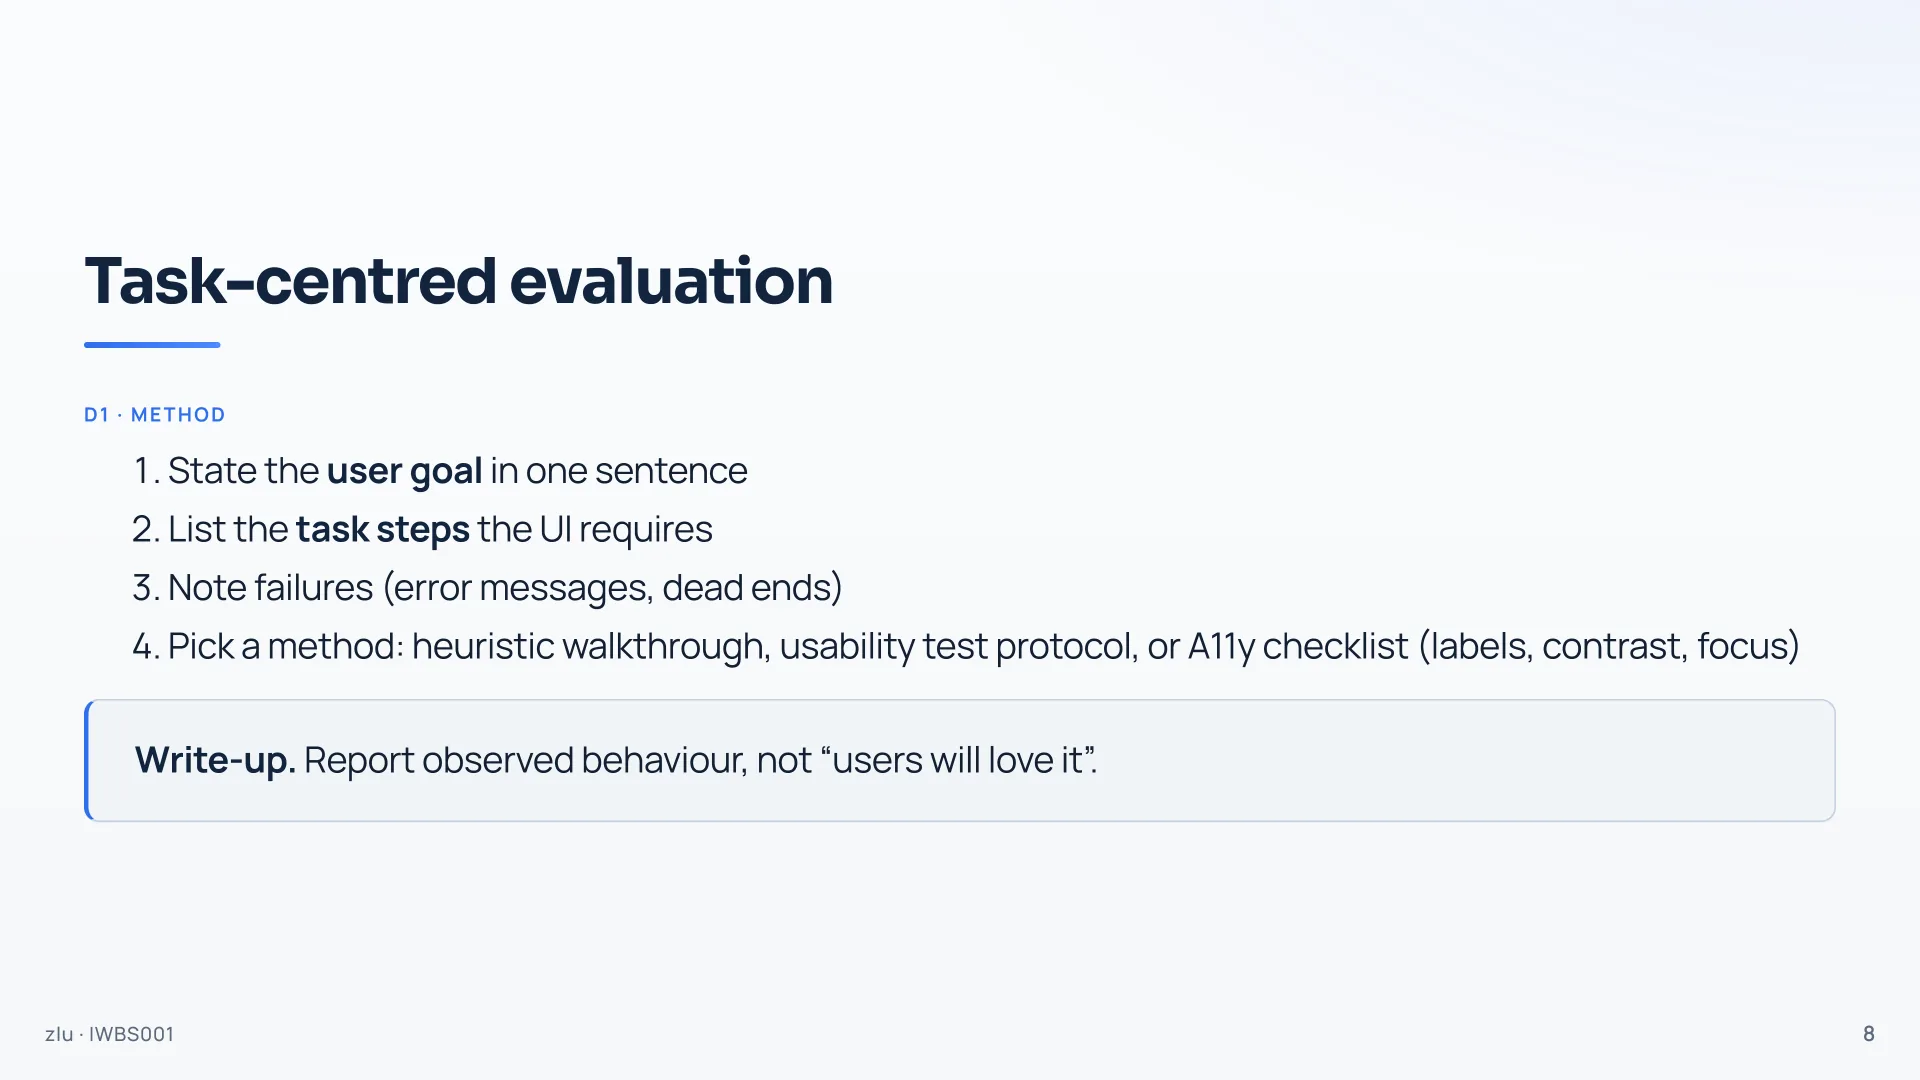 Task-centred evaluation
D1 · METHOD
1. State the user goal in one sentence
2. List the task steps the UI requires
3. Note failures (error messages, dead ends)
4. Pick a method: heuristic walkthrough, usability test protocol, or A11y checklist (labels, contrast, focus)
Write-up. Report observed behaviour, not “users will love it”.
zlu · IWBS001
8